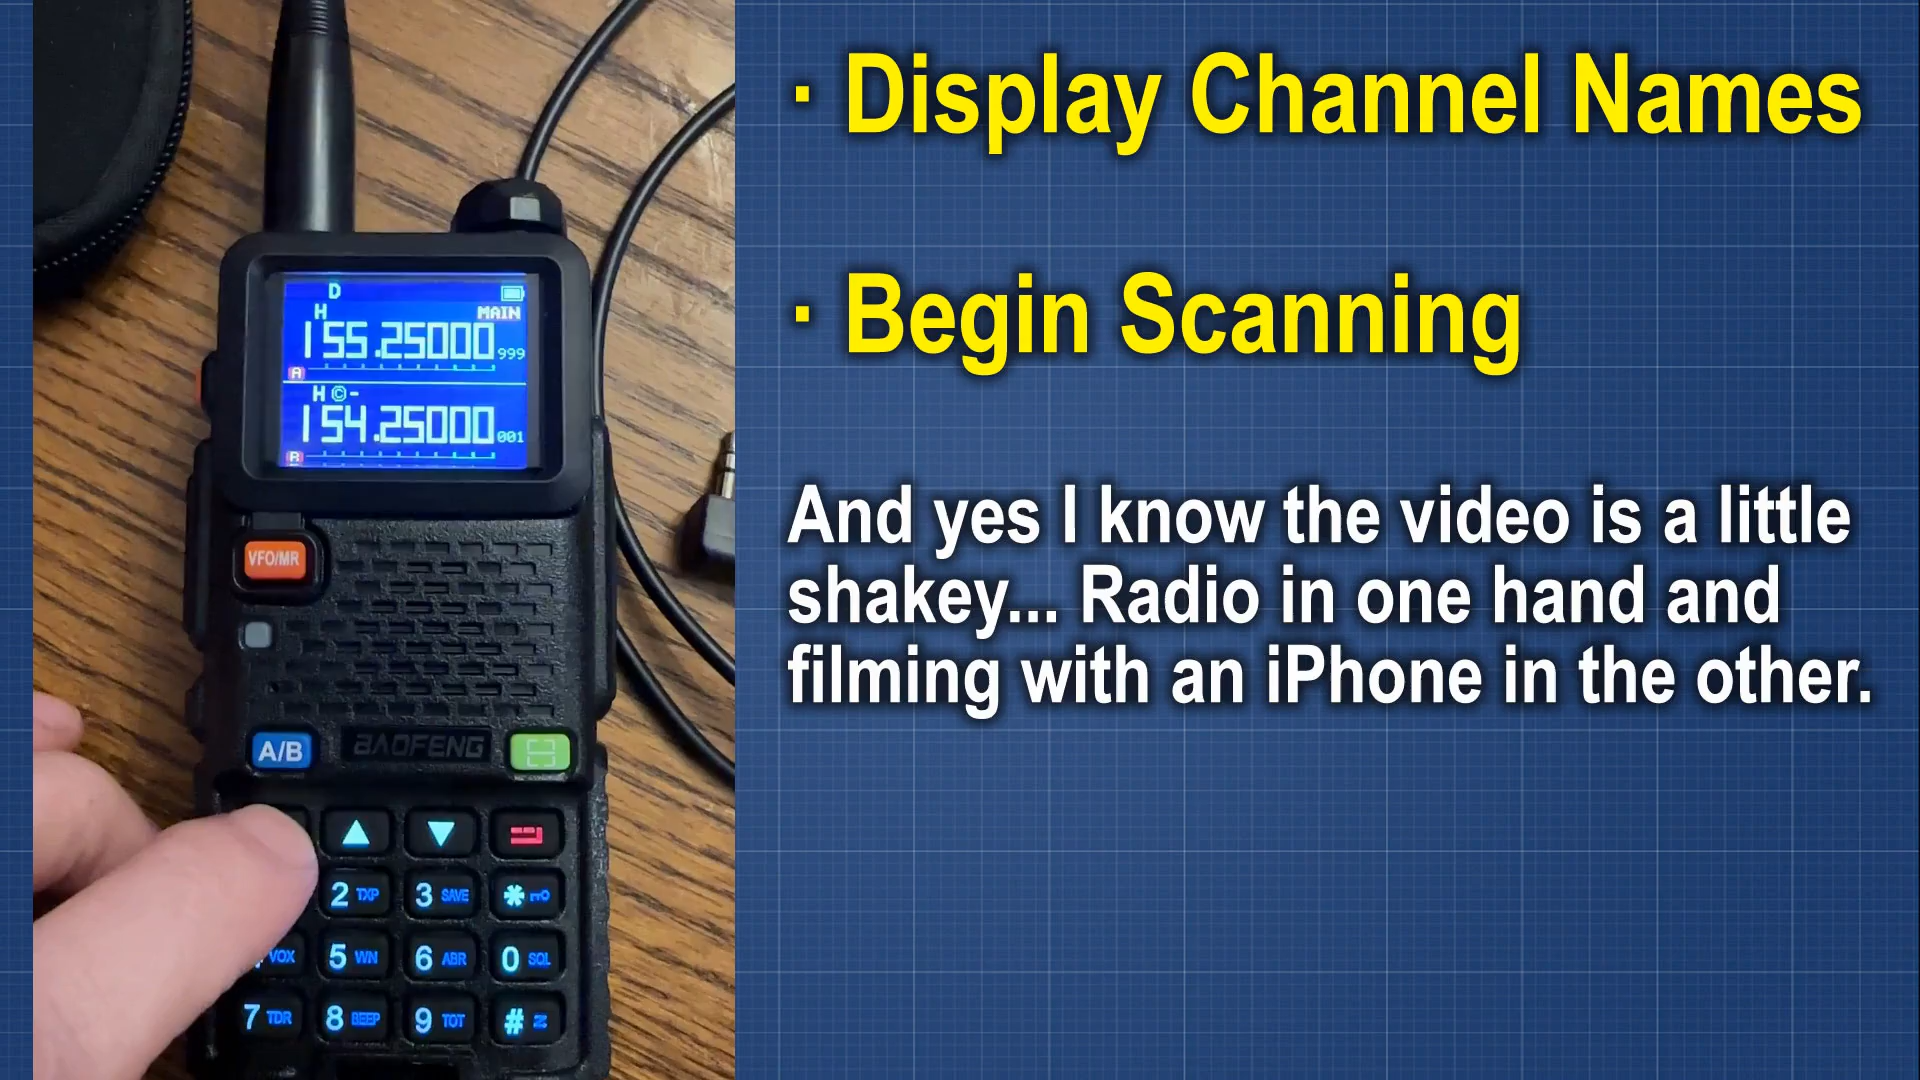 · Display Channel Names
· Begin Scanning
And yes I know the video is a little
shakey... Radio in one hand and
filming with an iPhone in the other.
D
H MAIN
155.25000 999
A
H ©-
154.25000 001
B
VFO/MR
A/B BAOFENG
2 TXP 3 SAVE *
VOX 5 WN 6 ABR 0 SQL
7 TDR 8 BEEP 9 TOT #